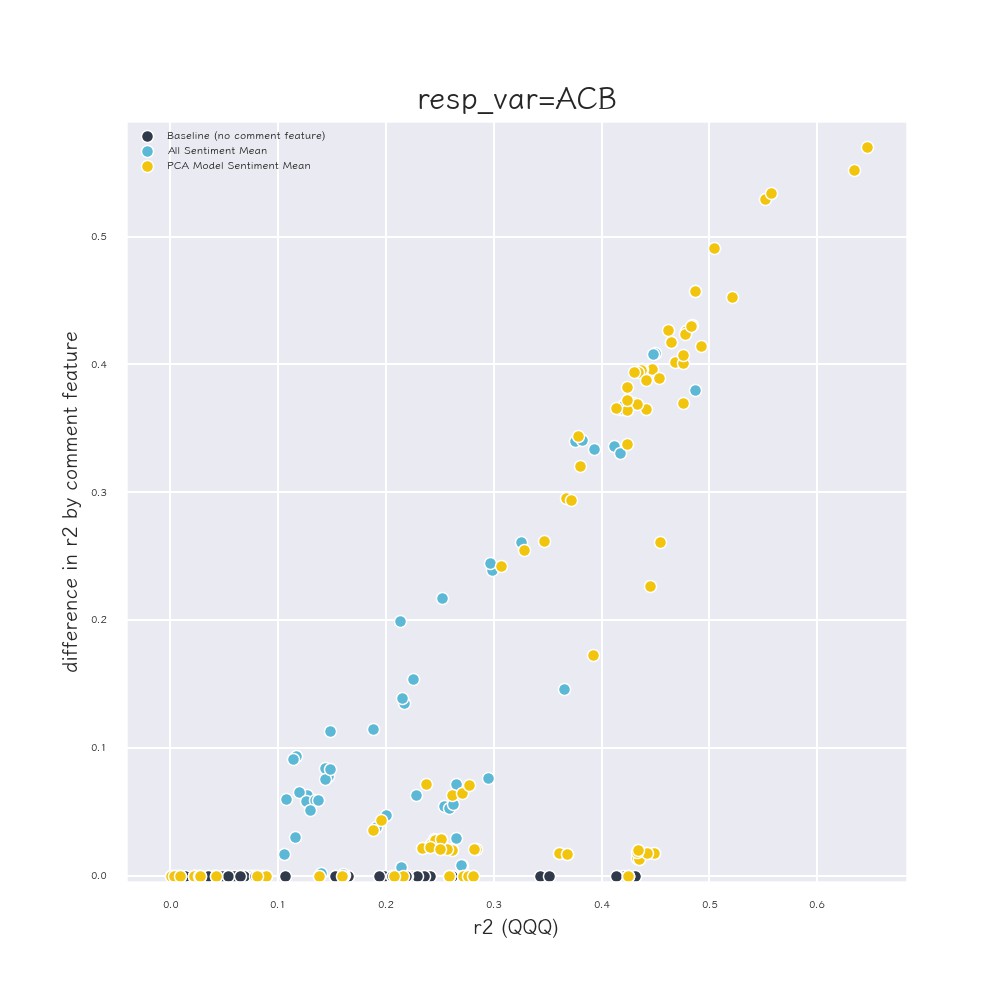 resp_var=ACB
Baseline (no comment feature)
All Sentiment Mean
PCA Model Sentiment Mean
difference in r2 by comment feature
0.5
0.4
0.3
0.2
0.1
0.0
0.0 0.1 0.2 0.3 0.4 0.5 0.6
r2 (QQQ)